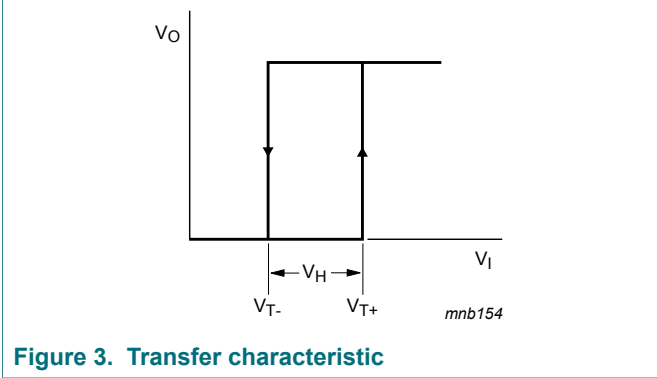 VO
VI
VH
VT-
VT+
mnb154
Figure 3. Transfer characteristic